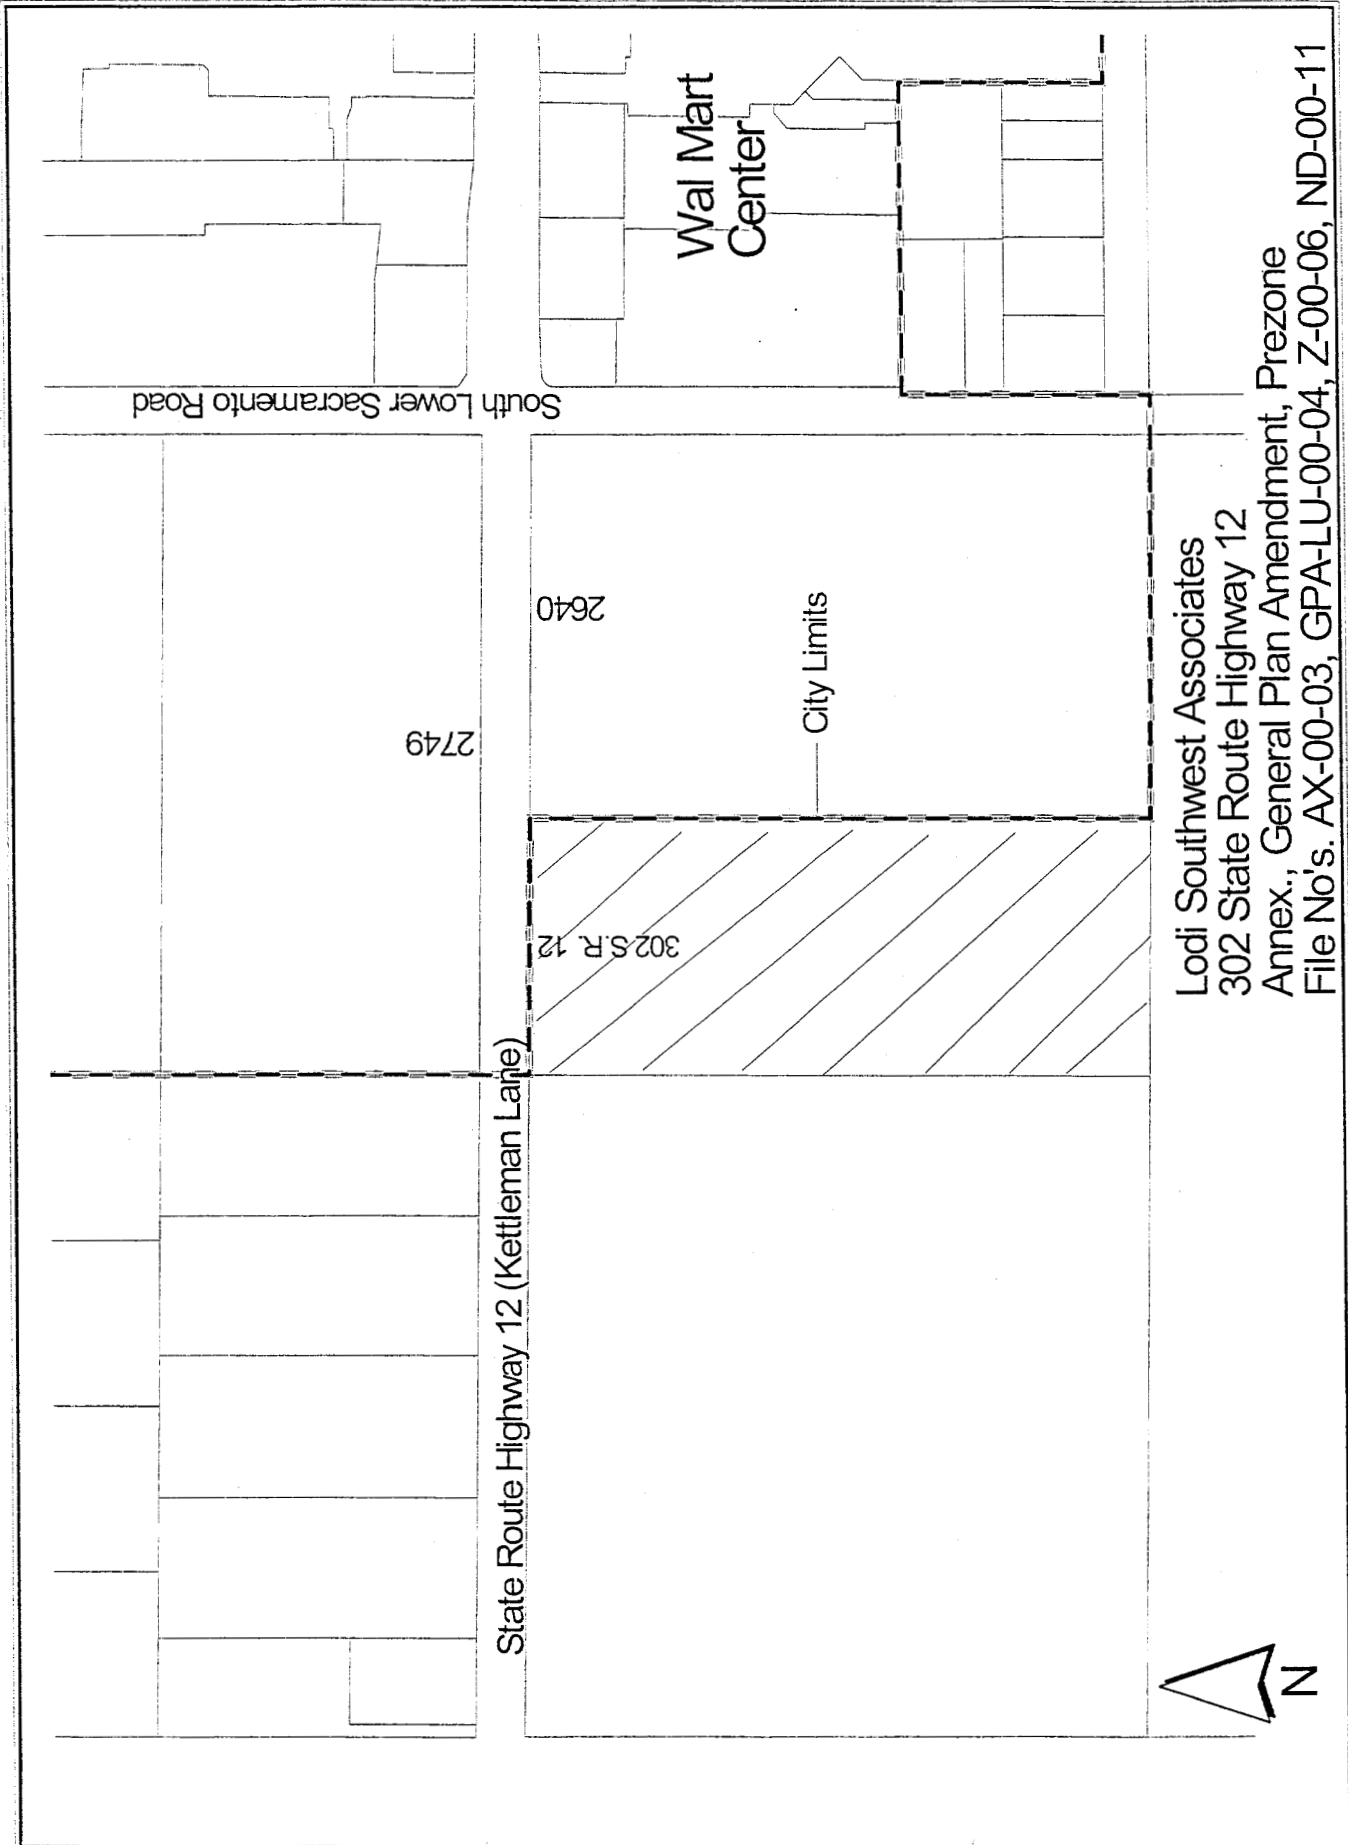 South Lower Sacramento Road
Wal Mart
Center
2749
2640
State Route Highway 12 (Kettleman Lane)
302 S.R. 12
City Limits
N
Lodi Southwest Associates
302 State Route Highway 12
Annex., General Plan Amendment, Prezone
File No's. AX-00-03, GPA-LU-00-04, Z-00-06, ND-00-11